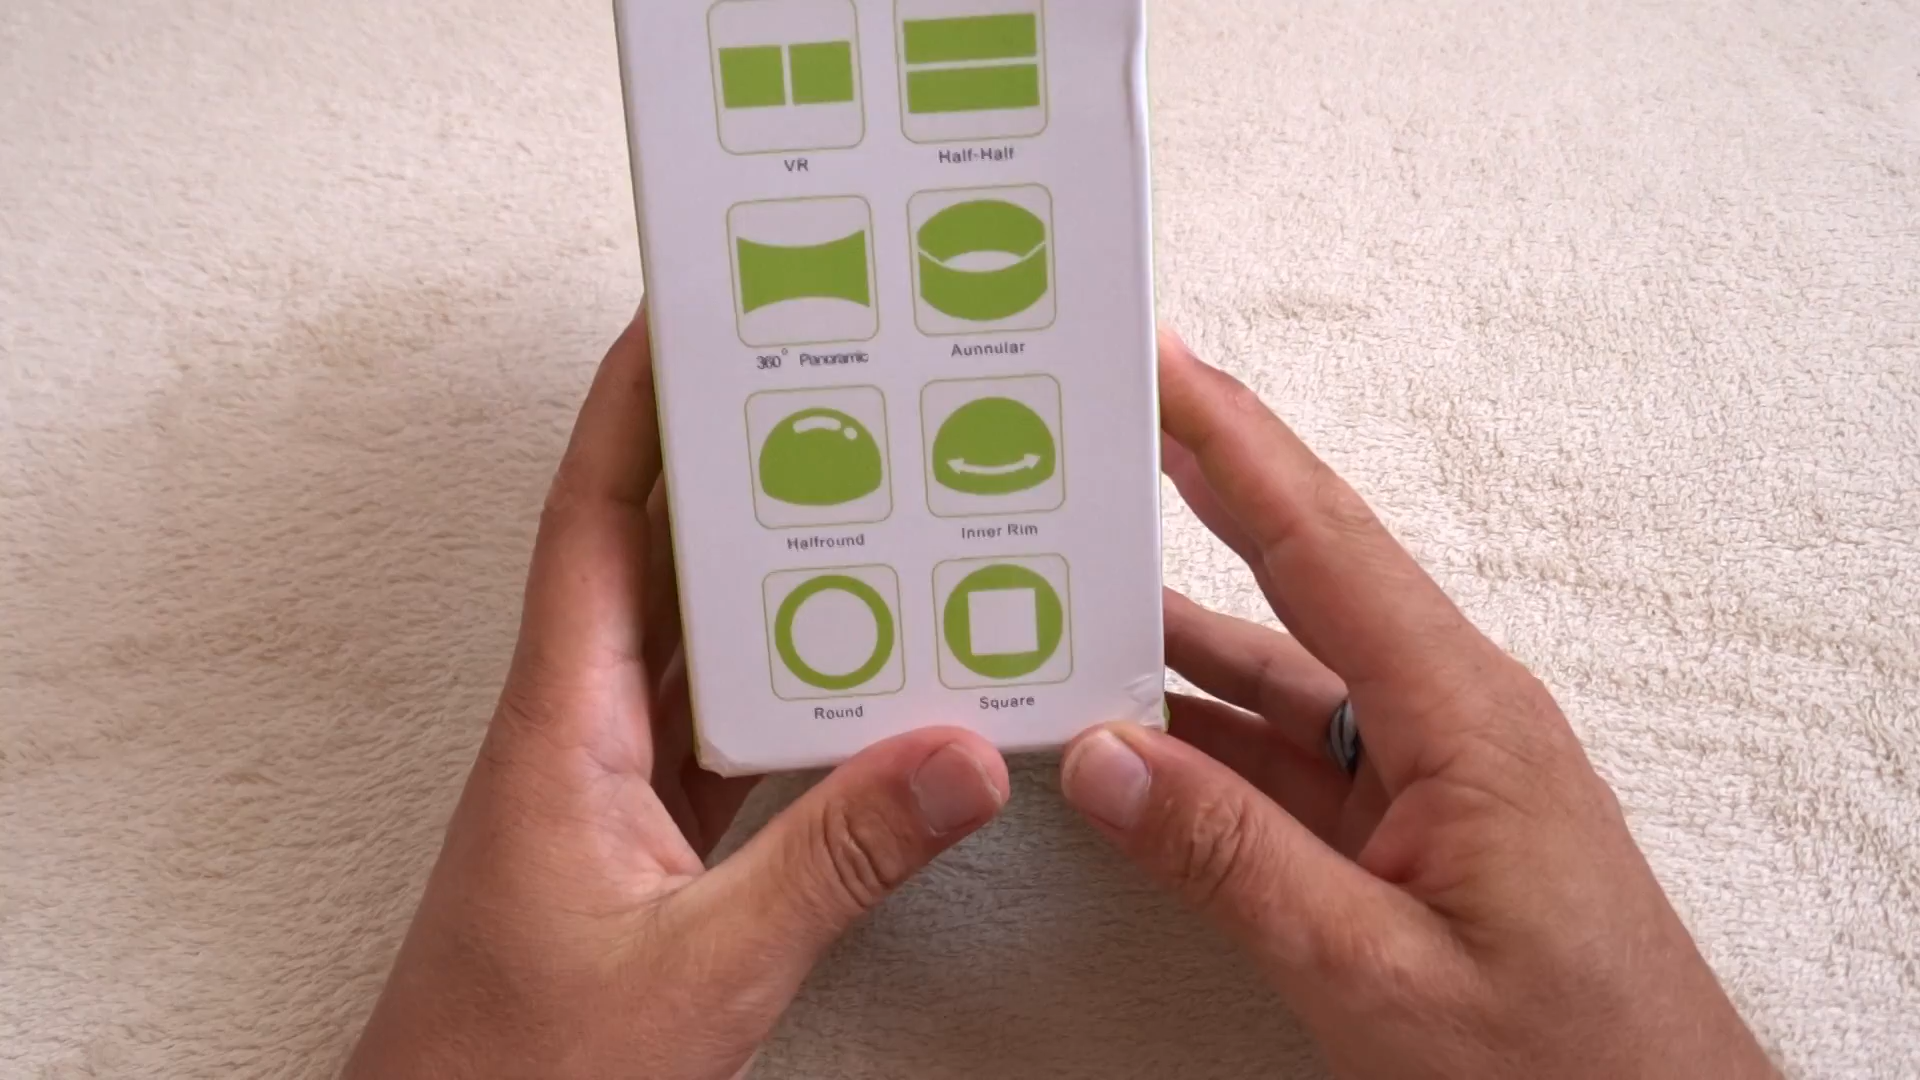 VR
Half-Half
360° Panoramic
Aunnular
Halfround
Inner Rim
Round
Square